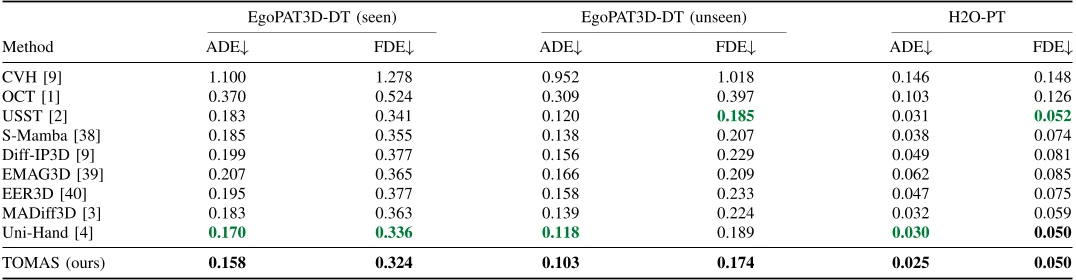 EgoPAT3D-DT (seen) EgoPAT3D-DT (unseen) H2O-PT
Method ADE↓ FDE↓ ADE↓ FDE↓ ADE↓ FDE↓
CVH [9] 1.100 1.278 0.952 1.018 0.146 0.148
OCT [1] 0.370 0.524 0.309 0.397 0.103 0.126
USST [2] 0.183 0.341 0.120 0.185 0.031 0.052
S-Mamba [38] 0.185 0.355 0.138 0.207 0.038 0.074
Diff-IP3D [9] 0.199 0.377 0.156 0.229 0.049 0.081
EMAG3D [39] 0.207 0.365 0.166 0.209 0.062 0.085
EER3D [40] 0.195 0.377 0.158 0.233 0.047 0.075
MADiff3D [3] 0.183 0.363 0.139 0.224 0.032 0.059
Uni-Hand [4] 0.170 0.336 0.118 0.189 0.030 0.050
TOMAS (ours) 0.158 0.324 0.103 0.174 0.025 0.050